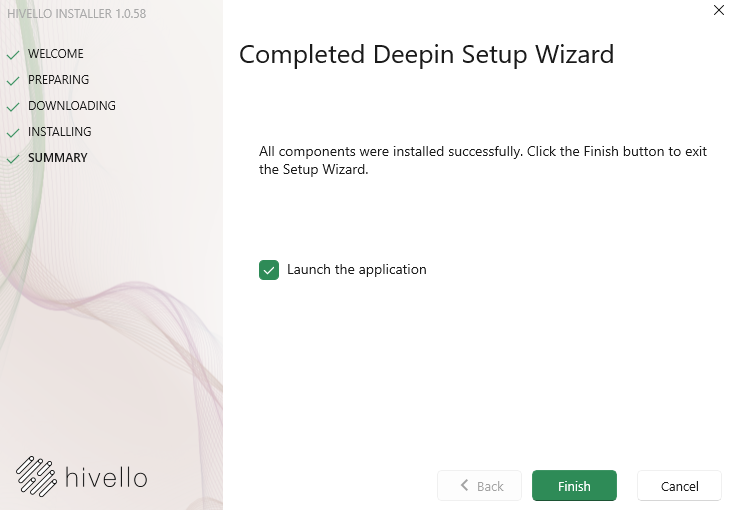 HIVELLO INSTALLER 1.0.58
WELCOME
PREPARING
DOWNLOADING
INSTALLING
SUMMARY
hivello
Completed Deepin Setup Wizard
All components were installed successfully. Click the Finish button to exit
the Setup Wizard.
Launch the application
Back
Finish
Cancel